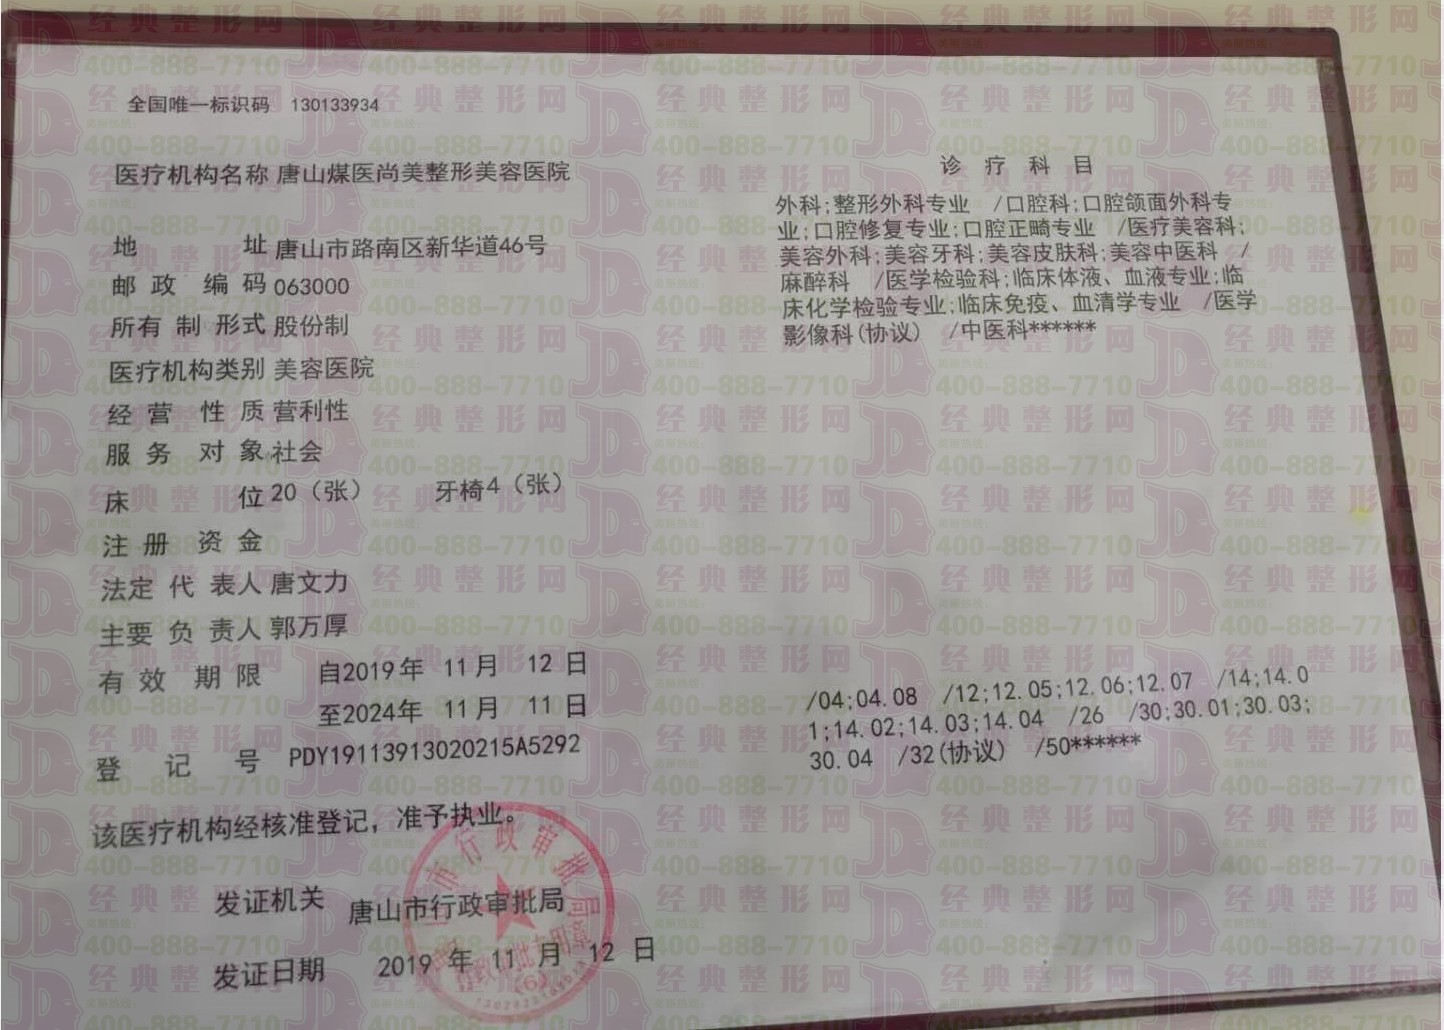 全国唯一标识码 130133934
医疗机构名称 唐山煤医尚美整形美容医院
地 址 唐山市路南区新华道46号
邮政编码 063000
所有制形式 股份制
医疗机构类别 美容医院
经营性质 营利性
服务对象 社会
床 位 20（张） 牙椅4（张）
注册资金
法定代表人 唐文力
主要负责人 郭万厚
有效期限 自2019年 11月 12日
至2024年 11月 11日
登记号 PDY19113913020215A5292
该医疗机构经核准登记，准予执业。
发证机关 唐山市行政审批局
发证日期 2019年 11月 12日
诊疗科目
外科;整形外科专业 /口腔科;口腔颌面外科专
业;口腔修复专业;口腔正畸专业 /医疗美容科;
美容外科;美容牙科;美容皮肤科;美容中医科 /
麻醉科 /医学检验科;临床体液、血液专业;临
床化学检验专业;临床免疫、血清学专业 /医学
影像科(协议) /中医科******
/04;04.08 /12;12.05;12.06;12.07 /14;14.0
1;14.02;14.03;14.04 /26 /30;30.01;30.03;
30.04 /32(协议) /50******
经典整形网
400-888-7710